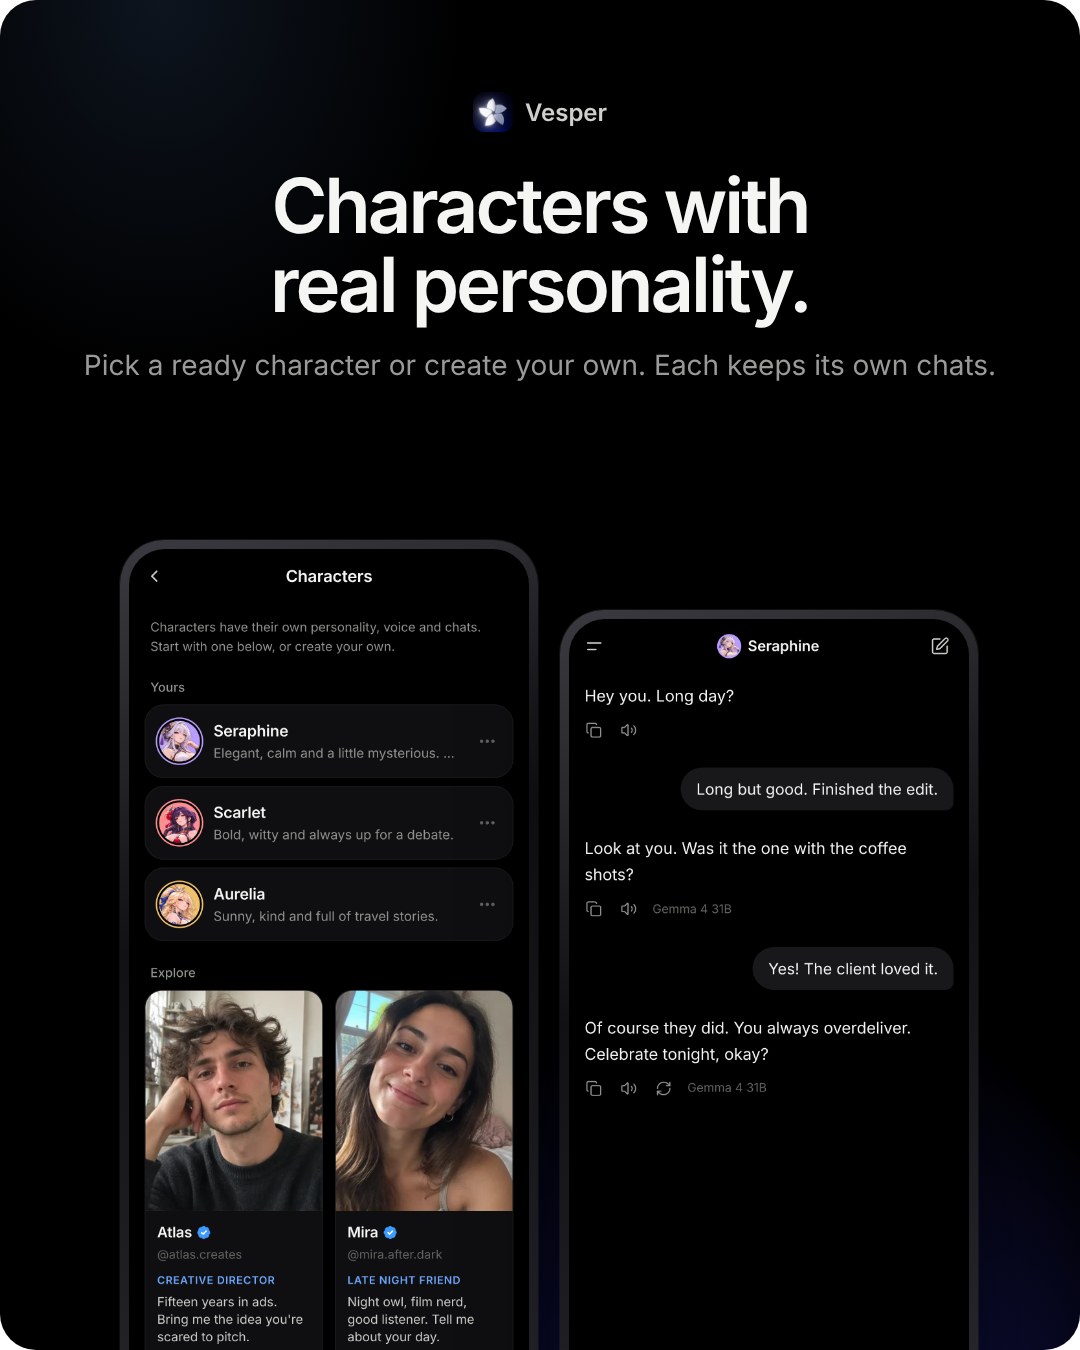 Vesper
Characters with
real personality.
Pick a ready character or create your own. Each keeps its own chats.
Characters
Characters have their own personality, voice and chats.
Start with one below, or create your own.
Yours
Seraphine
Elegant, calm and a little mysterious. ...
Scarlet
Bold, witty and always up for a debate.
Aurelia
Sunny, kind and full of travel stories.
Explore
Atlas
@atlas.creates
CREATIVE DIRECTOR
Fifteen years in ads.
Bring me the idea you're
scared to pitch.
Mira
@mira.after.dark
LATE NIGHT FRIEND
Night owl, film nerd,
good listener. Tell me
about your day.
Seraphine
Hey you. Long day?
Long but good. Finished the edit.
Look at you. Was it the one with the coffee
shots?
Gemma 4 31B
Yes! The client loved it.
Of course they did. You always overdeliver.
Celebrate tonight, okay?
Gemma 4 31B